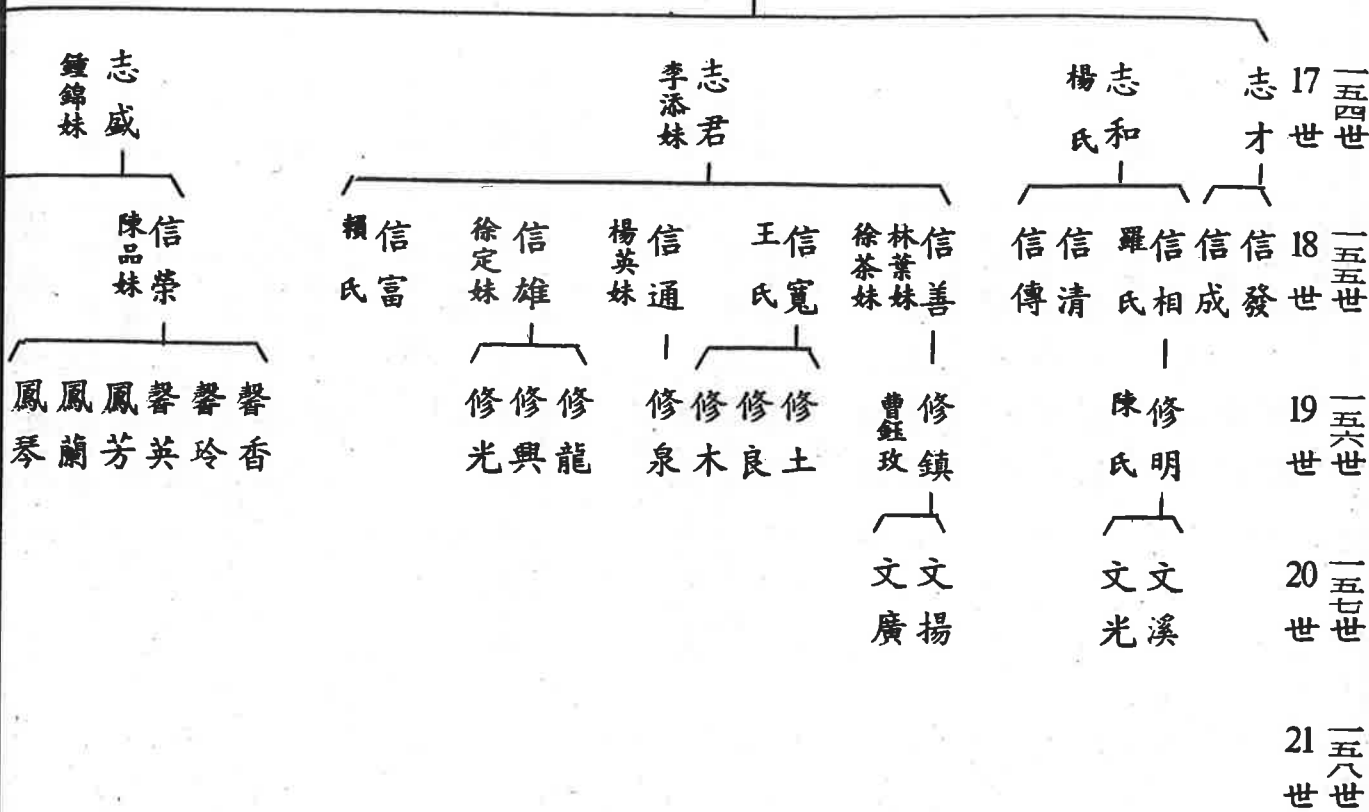 一五四世
17世
志才
志和
楊氏
志君
李添妹
志盛
鍾錦妹
一五五世
18世
信發
信成
信相
羅氏
信清
信傳
信善
林葉妹
徐茶妹
信寬
王氏
信通
楊英妹
信雄
徐定妹
信富
賴氏
信榮
陳品妹
一五六世
19世
修明
陳氏
修鎮
曹鈺玫
修土
修良
修木
修泉
修龍
修興
修光
馨香
馨玲
馨英
鳳芳
鳳蘭
鳳琴
一五七世
20世
文溪
文光
文揚
文廣
一五八世
21世